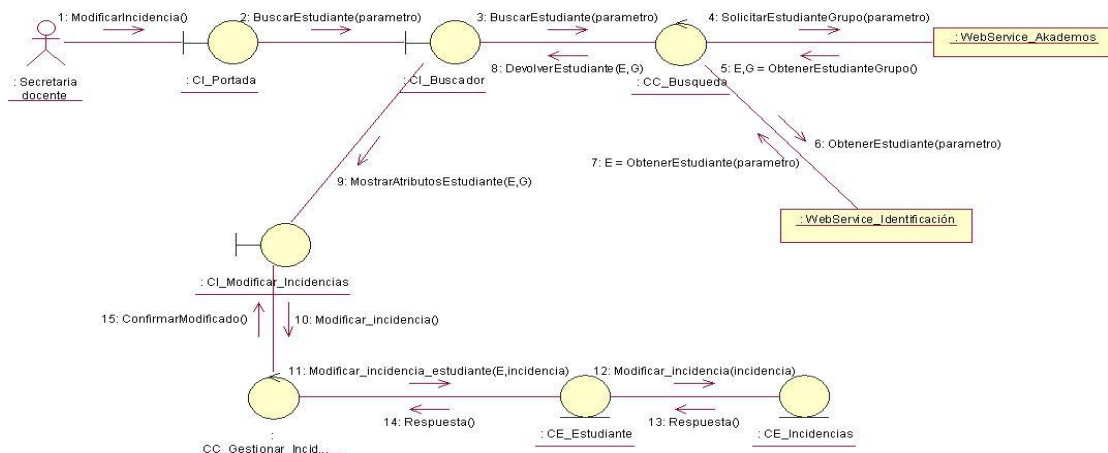 1: ModificarIncidencia()
2: BuscarEstudiante(parametro)
3: BuscarEstudiante(parametro)
4: SolicitarEstudianteGrupo(parametro)
: WebService_Akademos
8: DevolverEstudiante(E,G)
5: E,G = ObtenerEstudianteGrupo()
: Secretaria
docente
: CI_Portada
: CI_Buscador
: CC_Busqueda
6: ObtenerEstudiante(parametro)
7: E = ObtenerEstudiante(parametro)
9: MostrarAtributosEstudiante(E,G)
: WebService_Identificación
: CI_Modificar_Incidencias
15: ConfirmarModificado()
10: Modificar_incidencia()
11: Modificar_incidencia_estudiante(E,incidencia)
12: Modificar_incidencia(incidencia)
14: Respuesta()
13: Respuesta()
: CE_Estudiante
: CE_Incidencias
:
CC_Gestionar_Incid...